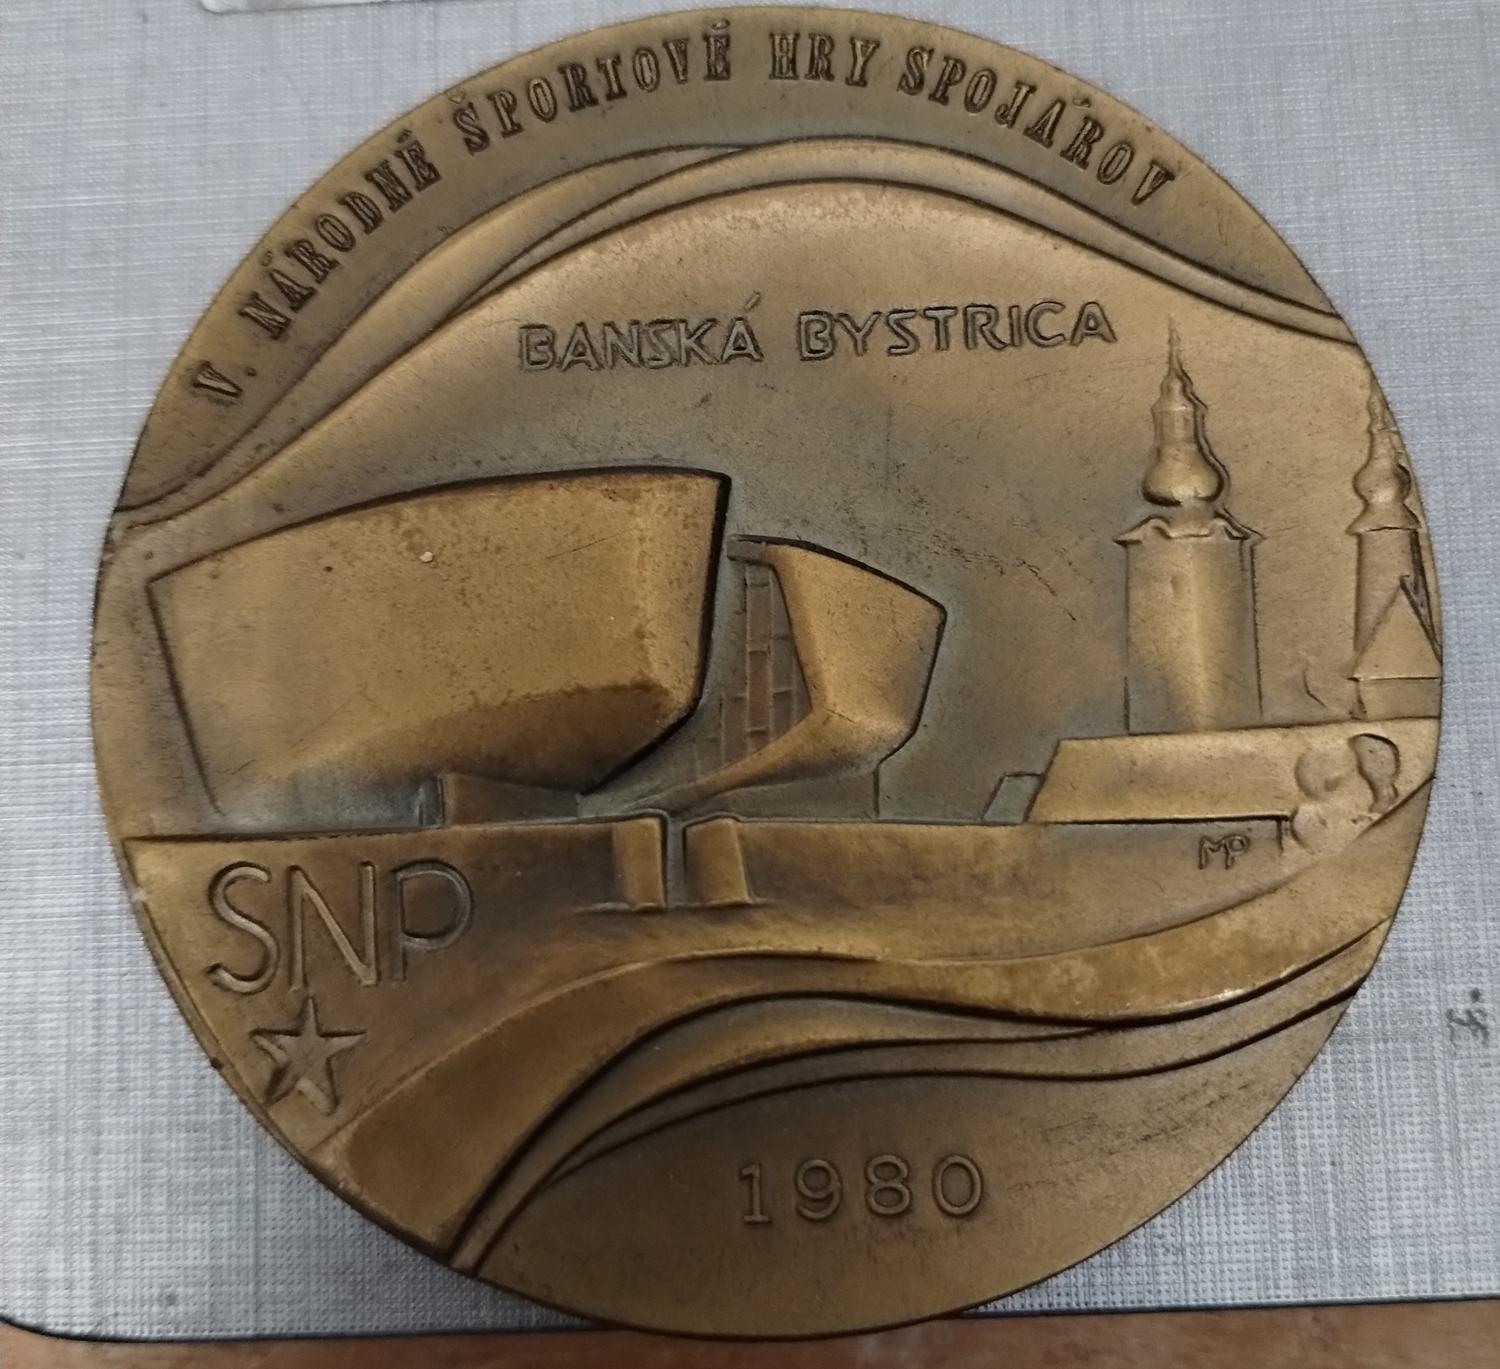 V. NÁRODNÉ ŠPORTOVÉ HRY SPOJÁROV
BANSKÁ BYSTRICA
MP
SNP
1980